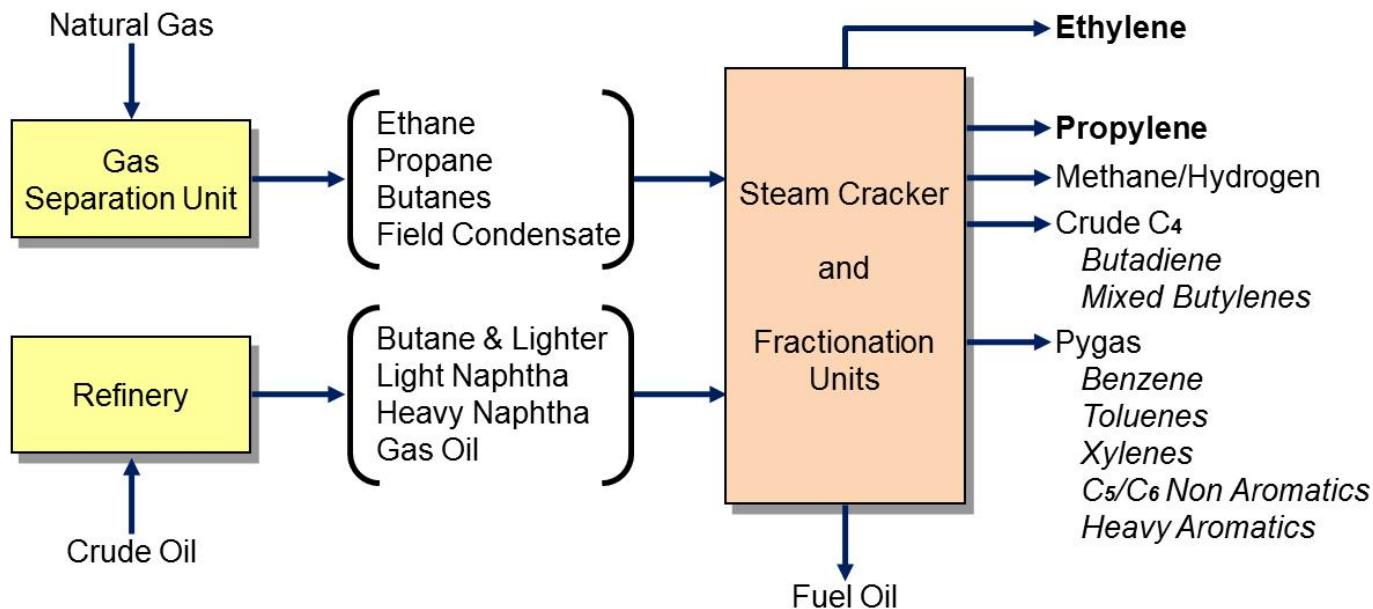 Natural Gas
Gas
Separation Unit
Ethane
Propane
Butanes
Field Condensate
Refinery
Crude Oil
Butane & Lighter
Light Naphtha
Heavy Naphtha
Gas Oil
Steam Cracker
and
Fractionation
Units
Ethylene
Propylene
Methane/Hydrogen
Crude C₄
Butadiene
Mixed Butylenes
Pygas
Benzene
Toluenes
Xylenes
C₅/C₆ Non Aromatics
Heavy Aromatics
Fuel Oil